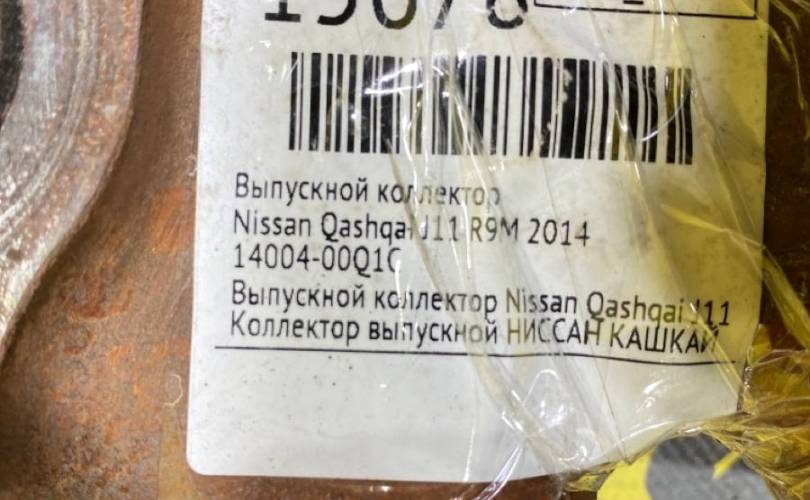 Выпускной коллектор
Nissan Qashqai J11 R9M 2014
14004-00Q1C
Выпускной коллектор Nissan Qashqai J11
Коллектор выпускной НИССАН КАШКАЙ